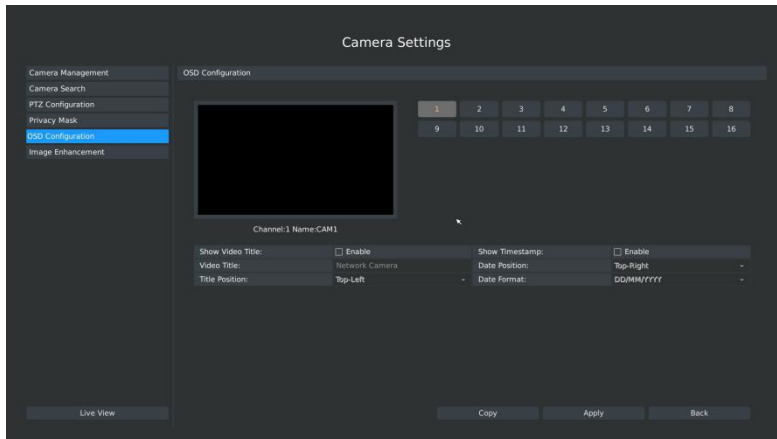 Camera Settings
Camera Management
Camera Search
PTZ Configuration
Privacy Mask
OSD Configuration
Image Enhancement
Live View
OSD Configuration
1 2 3 4 5 6 7 8
9 10 11 12 13 14 15 16
Channel:1 Name:CAM1
Show Video Title: Enable Show Timestamp: Enable
Video Title: Network Camera Date Position: Top-Right
Title Position: Top-Left Date Format: DD/MM/YYYY
Copy Apply Back